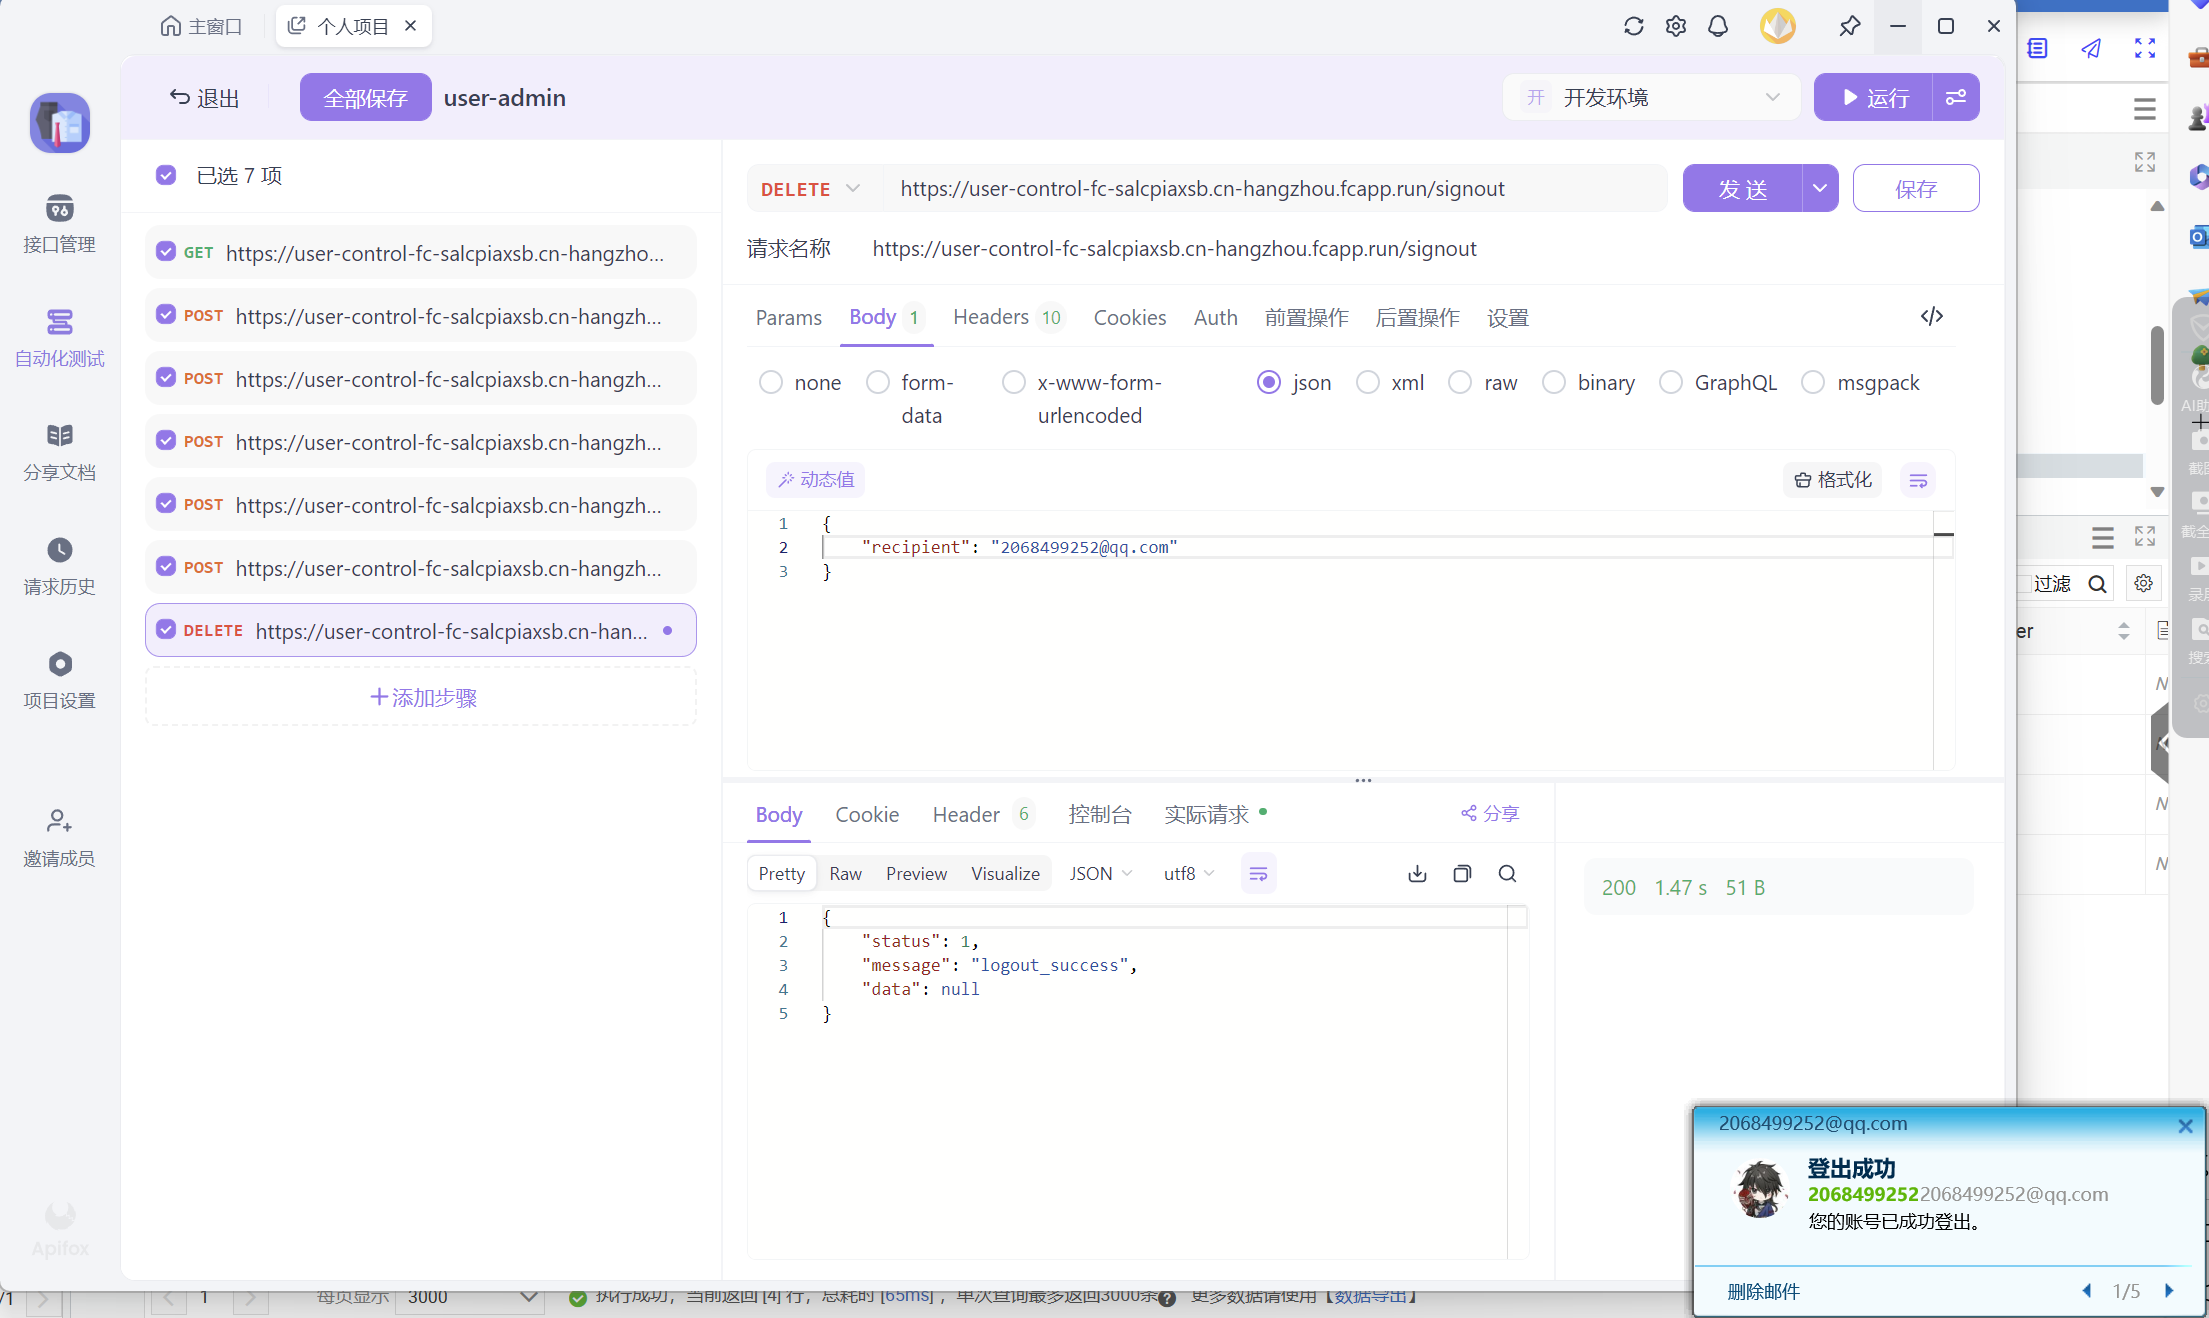 主窗口
个人项目
退出
全部保存
user-admin
开
开发环境
运行
接口管理
自动化测试
分享文档
请求历史
项目设置
邀请成员
Apifox
已选 7 项
GET https://user-control-fc-salcpiaxsb.cn-hangzho...
POST https://user-control-fc-salcpiaxsb.cn-hangzh...
POST https://user-control-fc-salcpiaxsb.cn-hangzh...
POST https://user-control-fc-salcpiaxsb.cn-hangzh...
POST https://user-control-fc-salcpiaxsb.cn-hangzh...
POST https://user-control-fc-salcpiaxsb.cn-hangzh...
DELETE https://user-control-fc-salcpiaxsb.cn-han...
添加步骤
DELETE https://user-control-fc-salcpiaxsb.cn-hangzhou.fcapp.run/signout
发 送
保存
请求名称 https://user-control-fc-salcpiaxsb.cn-hangzhou.fcapp.run/signout
Params Body 1 Headers 10 Cookies Auth 前置操作 后置操作 设置
none form-data x-www-form-urlencoded json xml raw binary GraphQL msgpack
动态值
格式化
1 {
2 "recipient": "2068499252@qq.com"
3 }
Body Cookie Header 6 控制台 实际请求
分享
Pretty Raw Preview Visualize JSON utf8
200 1.47 s 51 B
1 {
2 "status": 1,
3 "message": "logout_success",
4 "data": null
5 }
过滤
er
N
N
N
2068499252@qq.com
登出成功
20684992522068499252@qq.com
您的账号已成功登出。
删除邮件
1/5
/1
1
每页显示
3000
执行成功，当前返回 [4] 行，总耗时 [65ms] ，单次查询最多返回3000条
更多数据请使用【数据导出】